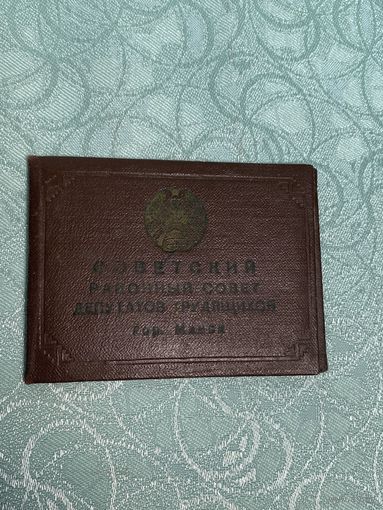 СОВЕТСКИЙ
РАЙОННЫЙ СОВЕТ
ДЕПУТАТОВ ТРУДЯЩИХСЯ
гор. Минск